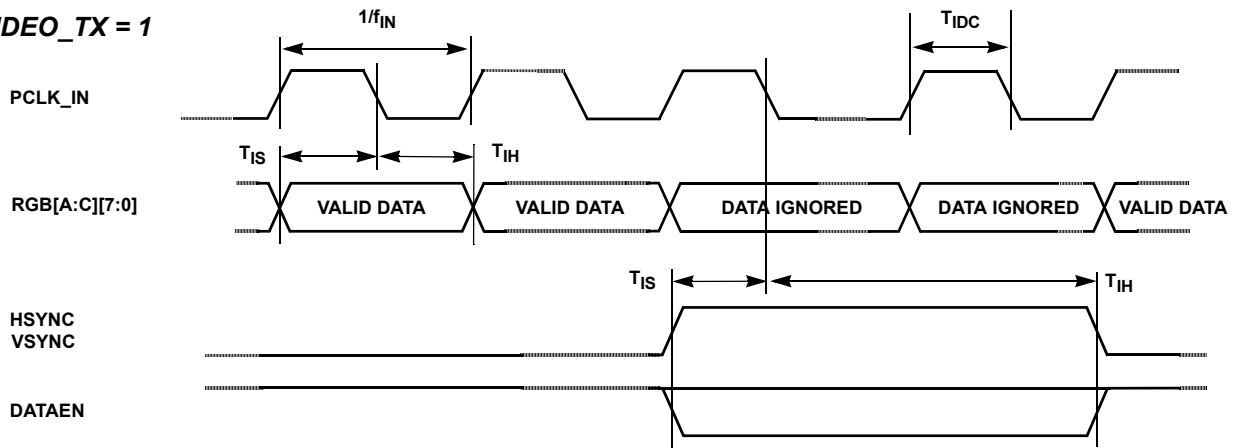 IDEO_TX = 1
1/fIN
TIDC
PCLK_IN
TIS
TIH
RGB[A:C][7:0]
VALID DATA
VALID DATA
DATA IGNORED
DATA IGNORED
VALID DATA
TIS
TIH
HSYNC
VSYNC
DATAEN